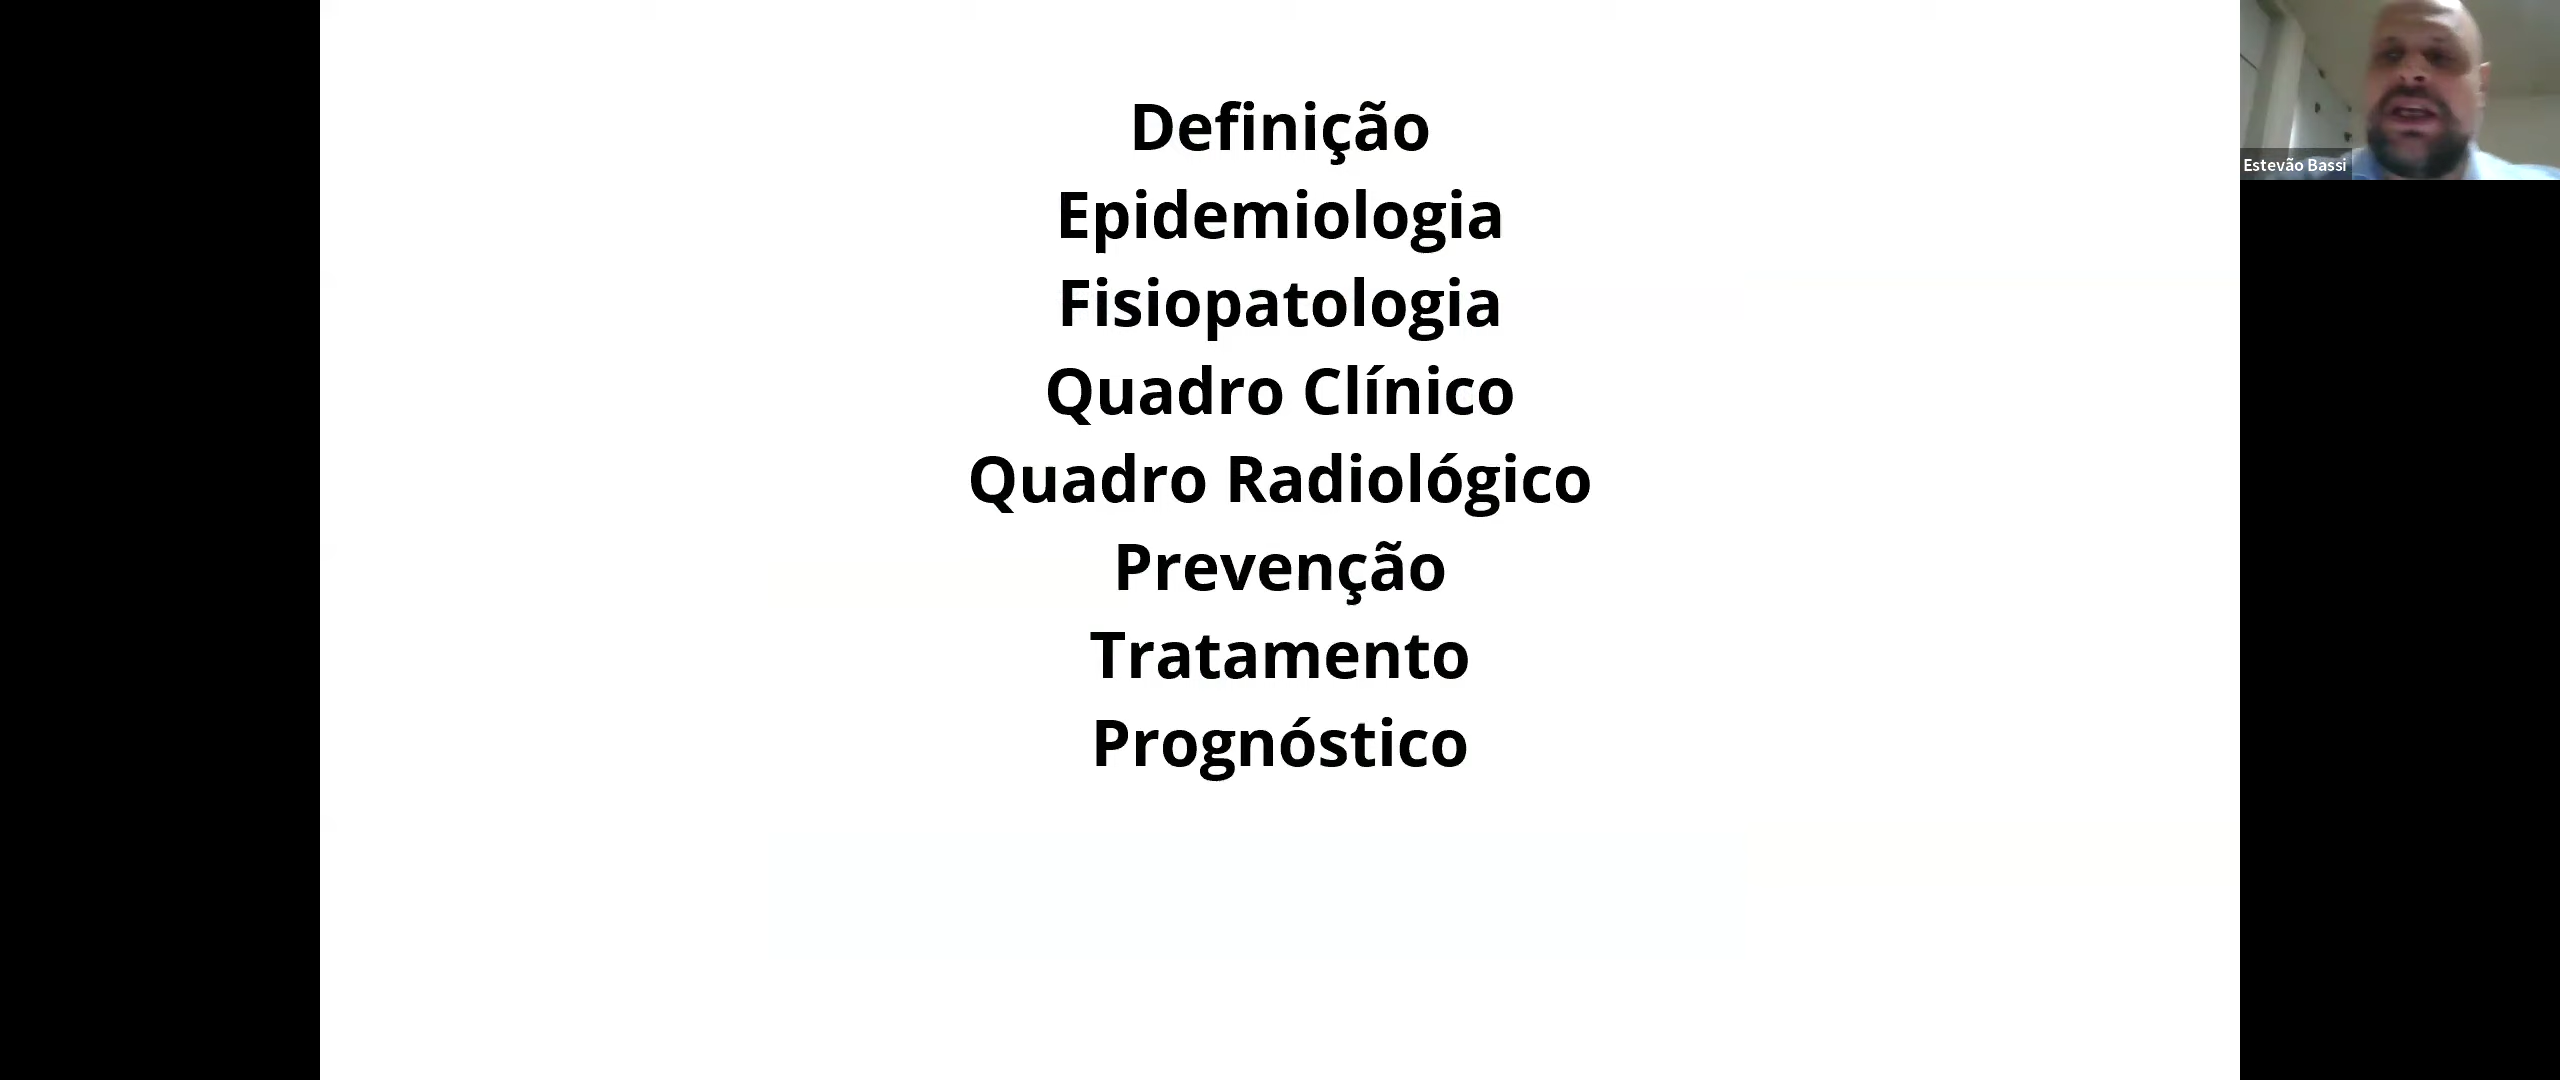 Definição
Epidemiologia
Fisiopatologia
Quadro Clínico
Quadro Radiológico
Prevenção
Tratamento
Prognóstico
Estevão Bassi